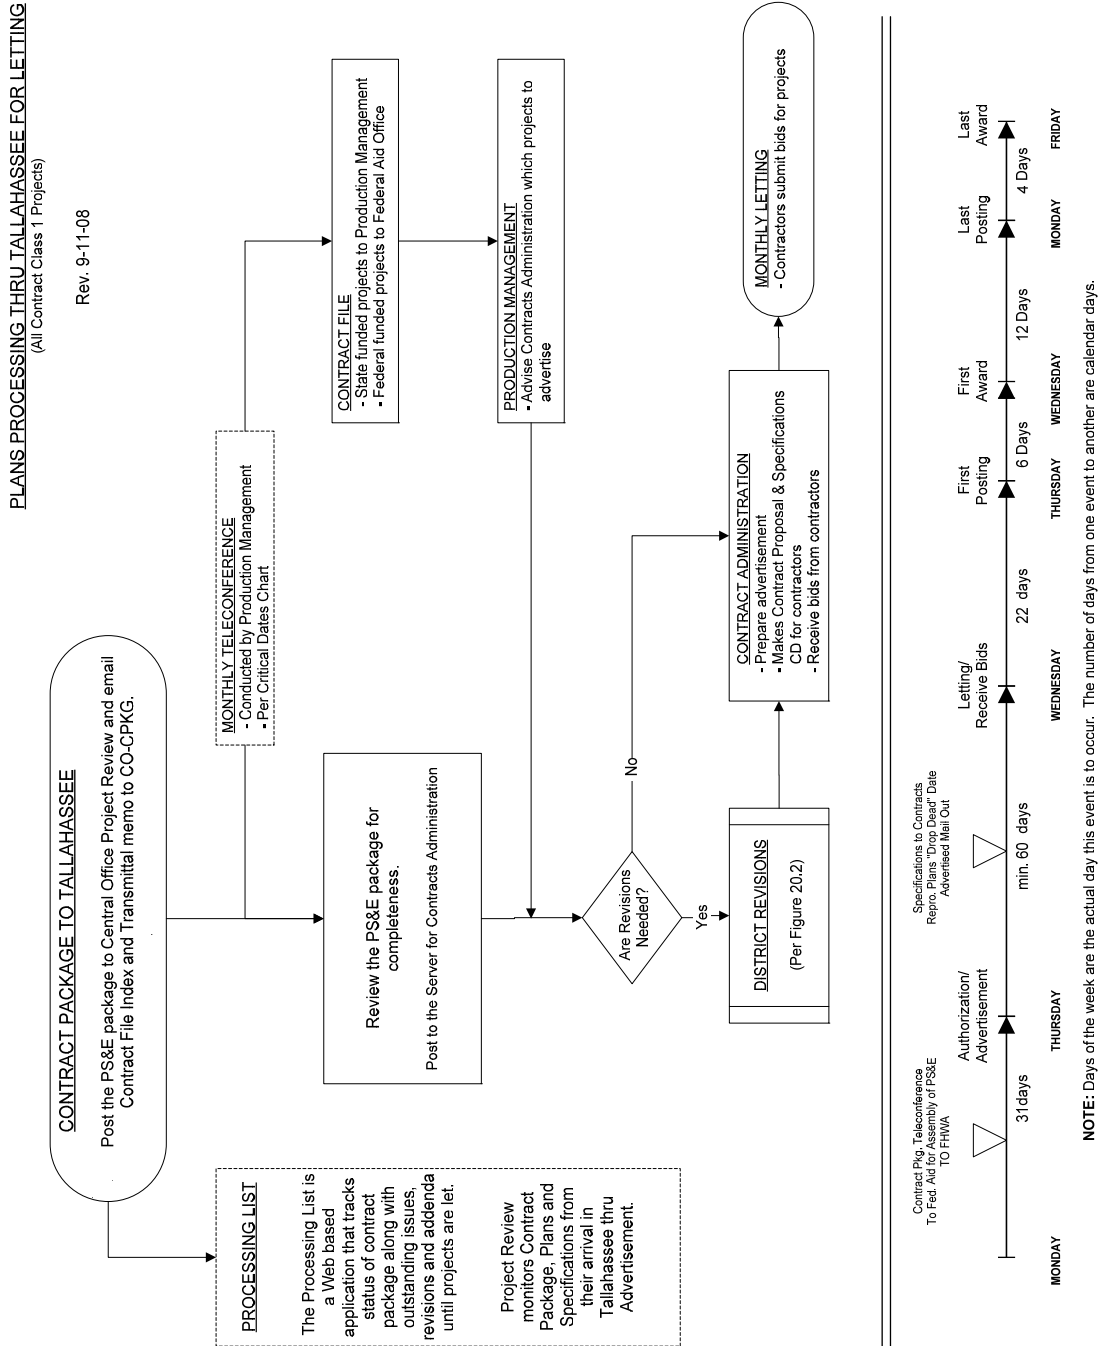 PLANS PROCESSING THRU TALLAHASSEE FOR LETTING
(All Contract Class 1 Projects)
Rev. 9-11-08
CONTRACT PACKAGE TO TALLAHASSEE
Post the PS&E package to Central Office Project Review and email
Contract File Index and Transmittal memo to CO-CPKG.
PROCESSING LIST
The Processing List is
a Web based
application that tracks
status of contract
package along with
outstanding issues,
revisions and addenda
until projects are let.
Project Review
monitors Contract
Package, Plans and
Specifications from
their arrival in
Tallahassee thru
Advertisement.
MONTHLY TELECONFERENCE
- Conducted by Production Management
- Per Critical Dates Chart
Review the PS&E package for
completeness.
Post to the Server for Contracts Administration
CONTRACT FILE
- State funded projects to Production Management
- Federal funded projects to Federal Aid Office
PRODUCTION MANAGEMENT
- Advise Contracts Administration which projects to
advertise
Are Revisions
Needed?
No
Yes
DISTRICT REVISIONS
(Per Figure 20.2)
CONTRACT ADMINISTRATION
- Prepare advertisement
- Makes Contract Proposal & Specifications
CD for contractors
- Receive bids from contractors
MONTHLY LETTING
- Contractors submit bids for projects
Contract Pkg, Teleconference
To Fed. Aid for Assembly of PS&E
TO FHWA
Authorization/
Advertisement
Specifications to Contracts
Repro. Plans "Drop Dead" Date
Advertised Mail Out
Letting/
Receive Bids
First
Posting
First
Award
Last
Posting
Last
Award
31days
min. 60 days
22 days
6 Days
12 Days
4 Days
MONDAY
THURSDAY
WEDNESDAY
THURSDAY
WEDNESDAY
MONDAY
FRIDAY
NOTE: Days of the week are the actual day this event is to occur. The number of days from one event to another are calendar days.